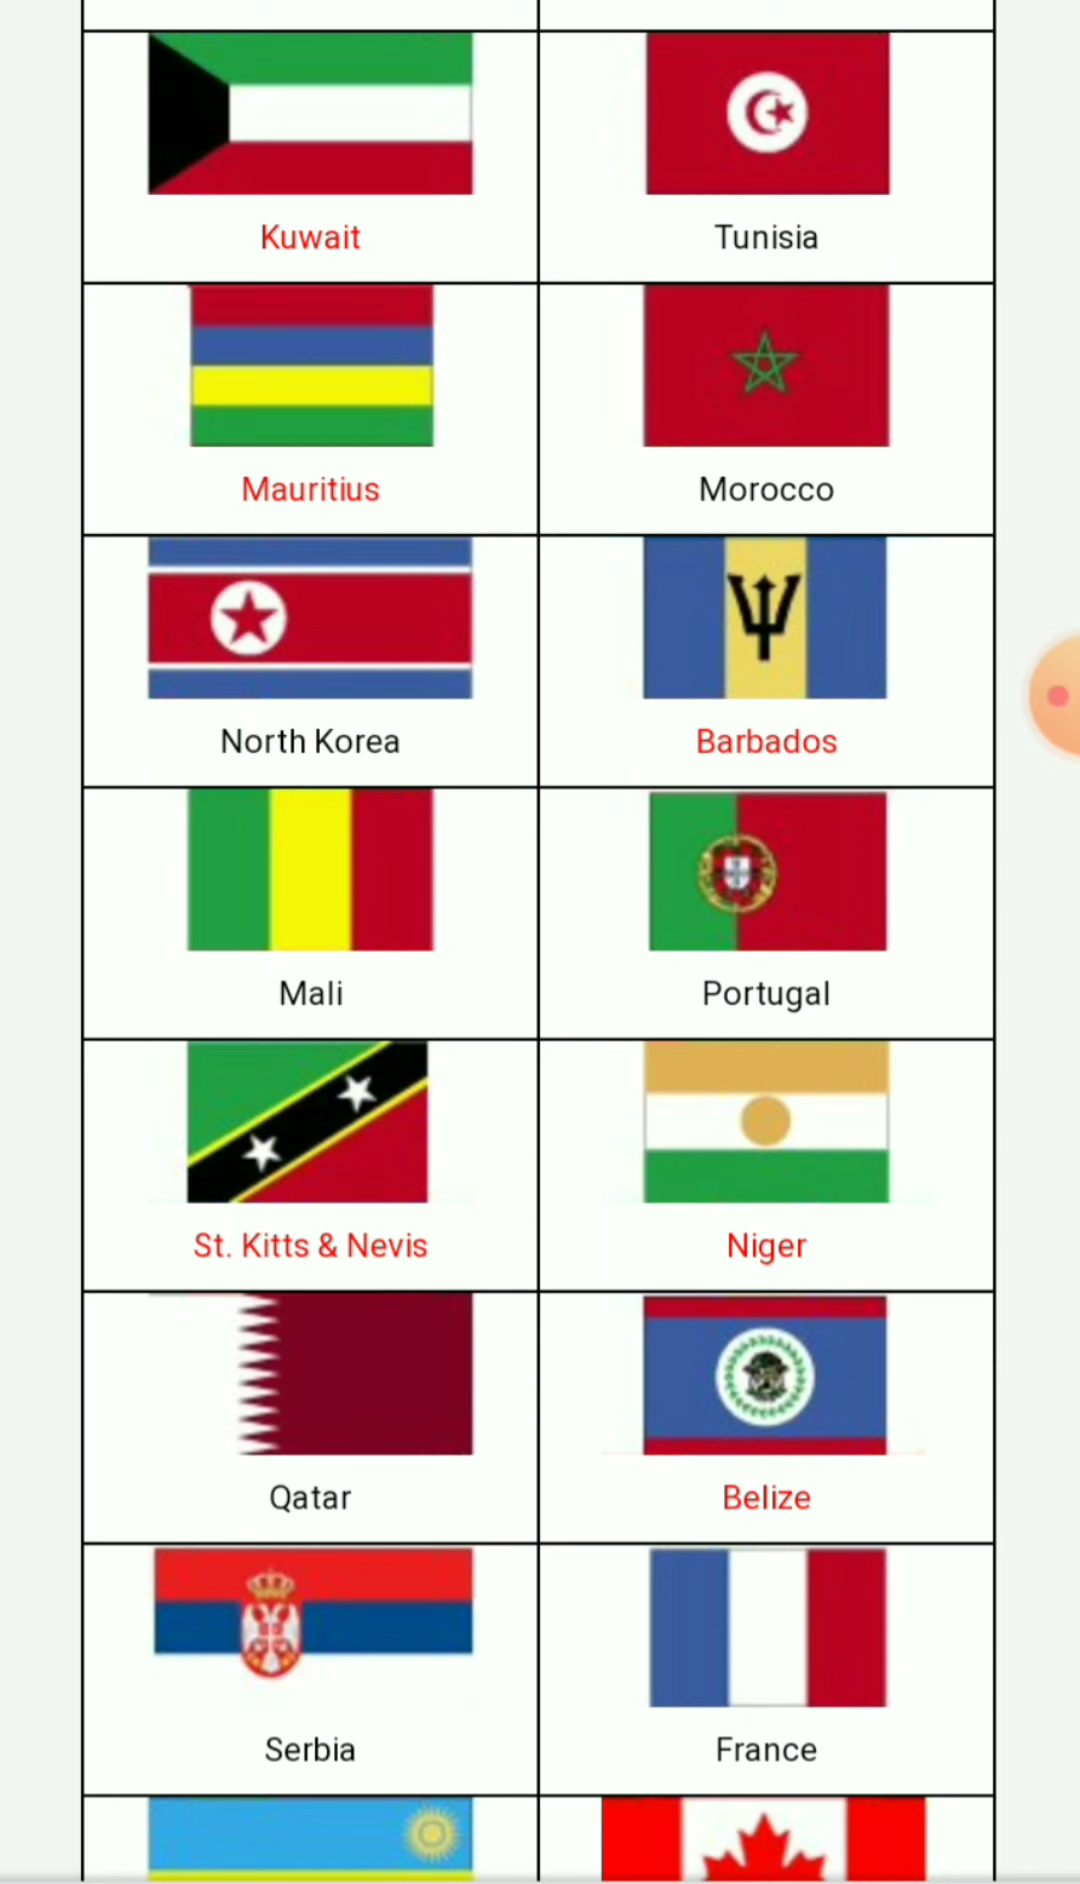 Kuwait
Tunisia
Mauritius
Morocco
North Korea
Barbados
Mali
Portugal
St. Kitts & Nevis
Niger
Qatar
Belize
Serbia
France